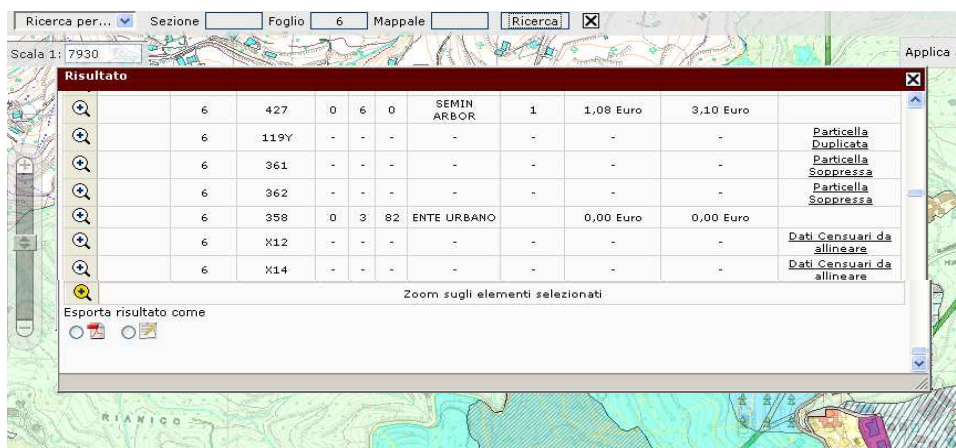 Ricerca per... Sezione Foglio 6 Mappale Ricerca
Scala 1: 7930 Applica
Risultato
6 427 0 6 0 SEMIN ARBOR 1 1,08 Euro 3,10 Euro
6 119Y - - - - - - - Particella Duplicata
6 361 - - - - - - - Particella Soppressa
6 362 - - - - - - - Particella Soppressa
6 358 0 3 82 ENTE URBANO 0,00 Euro 0,00 Euro
6 X12 - - - - - - - Dati Censuari da allineare
6 X14 - - - - - - - Dati Censuari da allineare
Zoom sugli elementi selezionati
Esporta risultato come
RIANICO